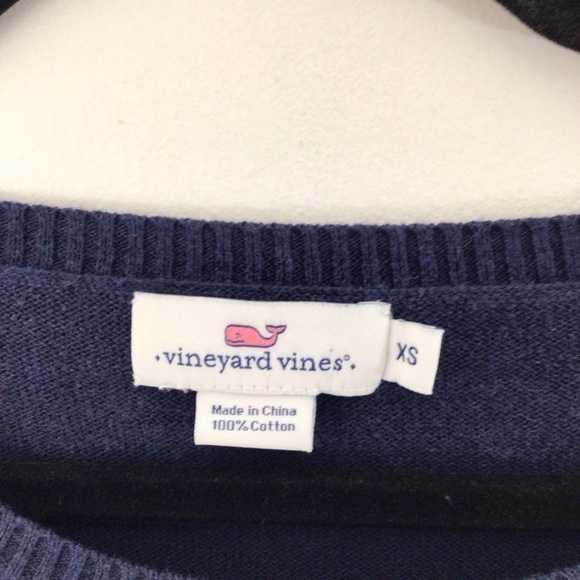 ·vineyard vines®·
XS
Made in China
100% Cotton